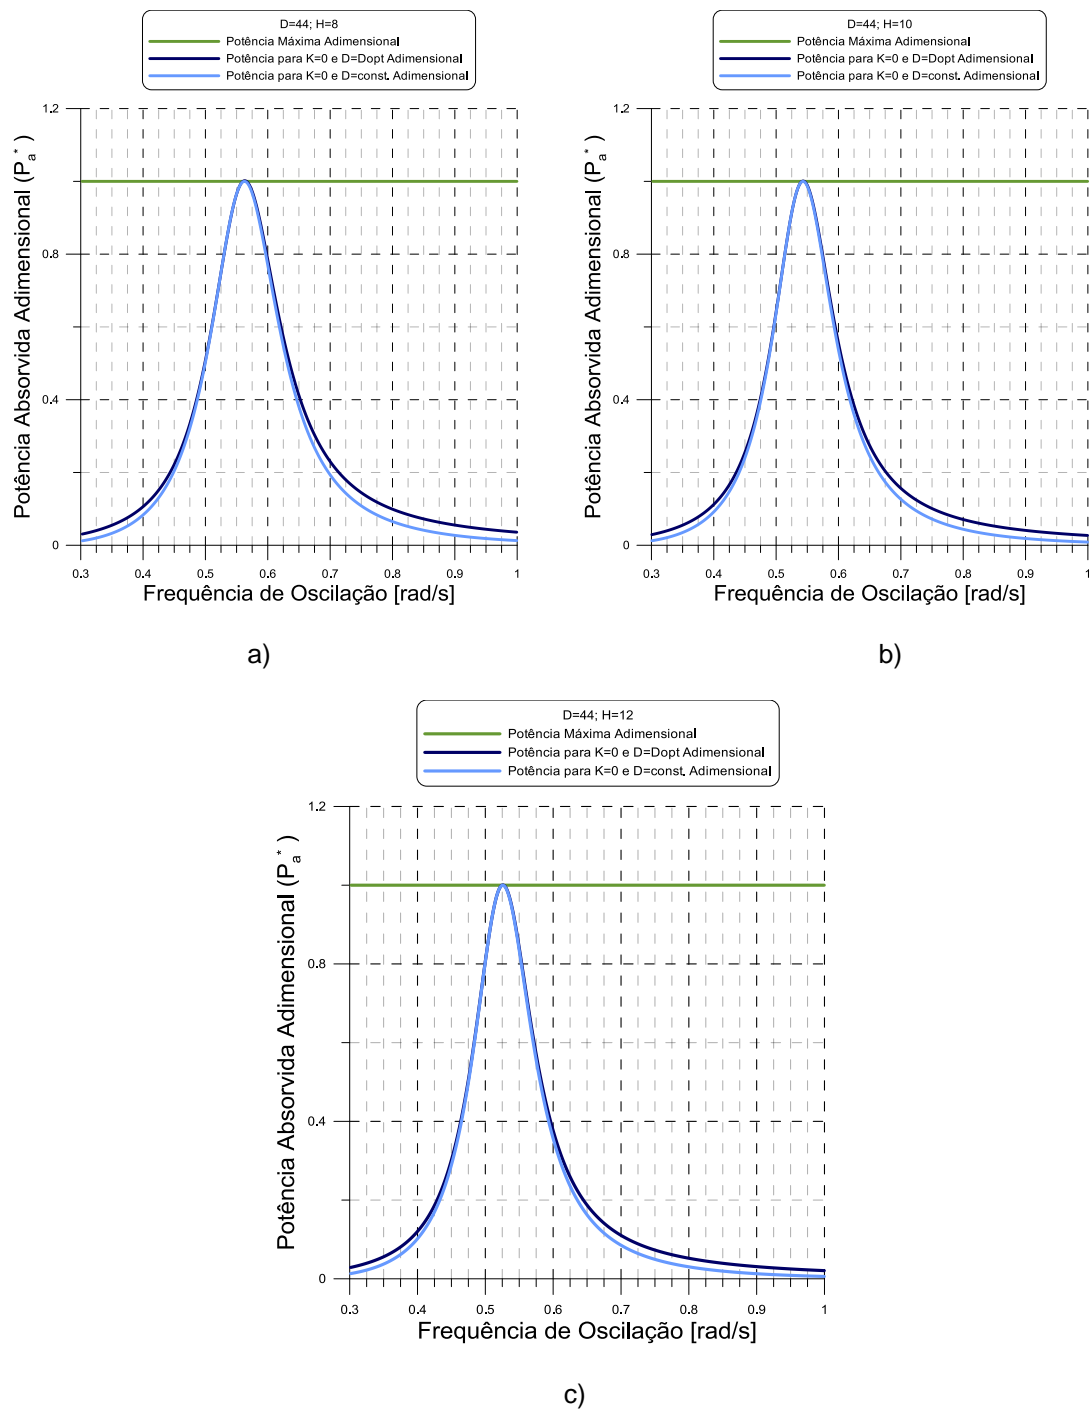 D=44; H=8
Potência Máxima Adimensional
Potência para K=0 e D=Dopt Adimensional
Potência para K=0 e D=const. Adimensional
1.2
0.8
0.4
0
Potência Absorvida Adimensional (Pa*)
0.3 0.4 0.5 0.6 0.7 0.8 0.9 1
Frequência de Oscilação [rad/s]
a)
D=44; H=10
Potência Máxima Adimensional
Potência para K=0 e D=Dopt Adimensional
Potência para K=0 e D=const. Adimensional
1.2
0.8
0.4
0
Potência Absorvida Adimensional (Pa*)
0.3 0.4 0.5 0.6 0.7 0.8 0.9 1
Frequência de Oscilação [rad/s]
b)
D=44; H=12
Potência Máxima Adimensional
Potência para K=0 e D=Dopt Adimensional
Potência para K=0 e D=const. Adimensional
1.2
0.8
0.4
0
Potência Absorvida Adimensional (Pa*)
0.3 0.4 0.5 0.6 0.7 0.8 0.9 1
Frequência de Oscilação [rad/s]
c)